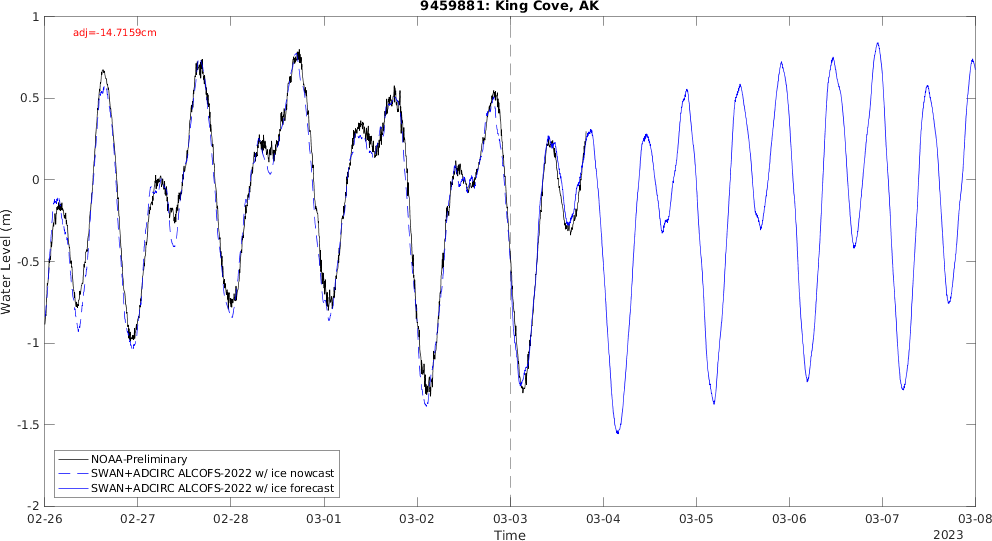 9459881: King Cove, AK
adj=-14.7159cm
1
0.5
0
-0.5
-1
-1.5
-2
Water Level (m)
NOAA-Preliminary
SWAN+ADCIRC ALCOFS-2022 w/ ice nowcast
SWAN+ADCIRC ALCOFS-2022 w/ ice forecast
02-26 02-27 02-28 03-01 03-02 03-03 03-04 03-05 03-06 03-07 03-08
Time
2023